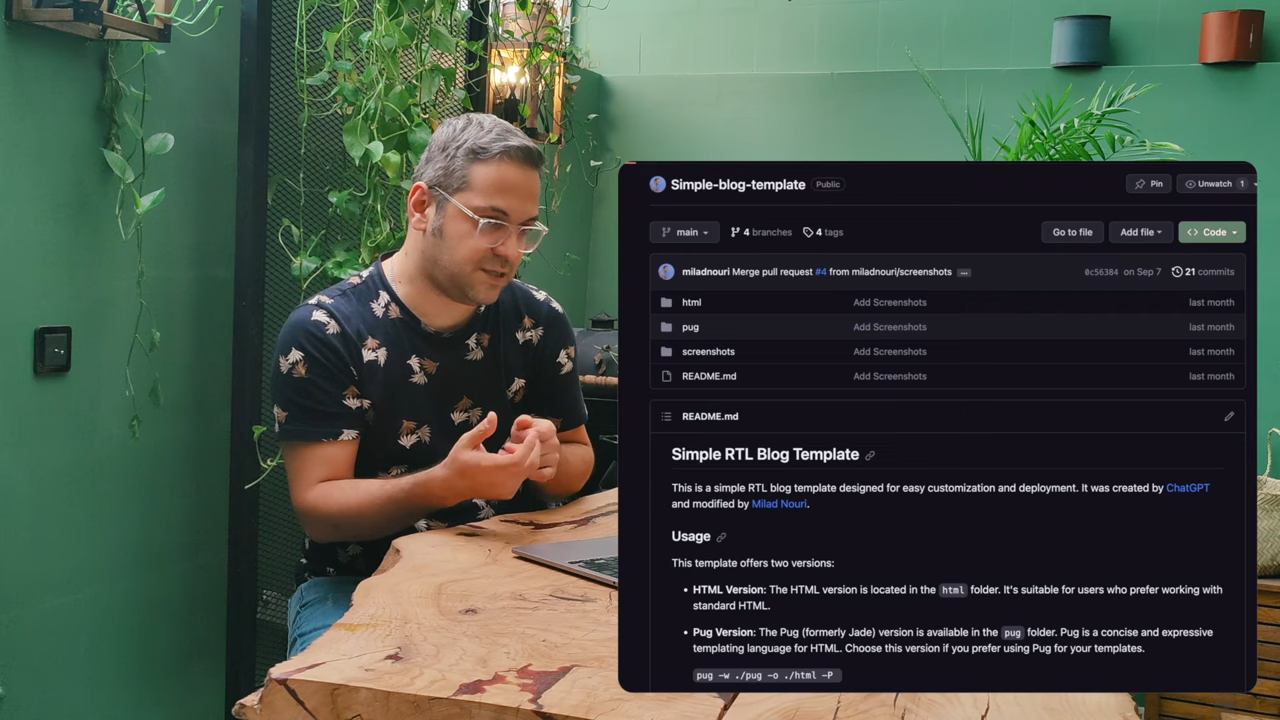 Simple-blog-template Public Pin Unwatch 1
main 4 branches 4 tags Go to file Add file Code
miladnouri Merge pull request #4 from miladnouri/screenshots ... 0c56384 on Sep 7 21 commits
html Add Screenshots last month
pug Add Screenshots last month
screenshots Add Screenshots last month
README.md Add Screenshots last month
README.md
Simple RTL Blog Template
This is a simple RTL blog template designed for easy customization and deployment. It was created by ChatGPT
and modified by Milad Nouri.
Usage
This template offers two versions:
• HTML Version: The HTML version is located in the html folder. It's suitable for users who prefer working with
standard HTML.
• Pug Version: The Pug (formerly Jade) version is available in the pug folder. Pug is a concise and expressive
templating language for HTML. Choose this version if you prefer using Pug for your templates.
pug -w ./pug -o ./html -P